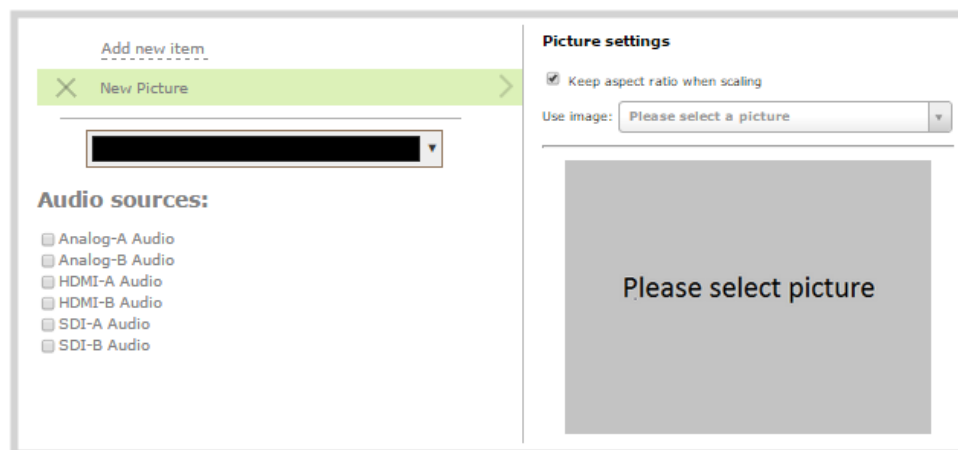 Add new item
New Picture
Audio sources:
Analog-A Audio
Analog-B Audio
HDMI-A Audio
HDMI-B Audio
SDI-A Audio
SDI-B Audio
Picture settings
Keep aspect ratio when scaling
Use image: Please select a picture
Please select picture